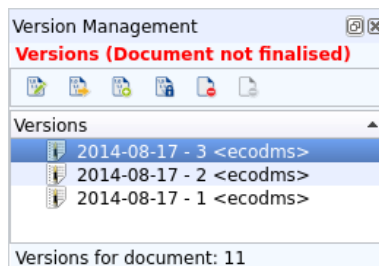 Version Management
Versions (Document not finalised)
Versions
2014-08-17 - 3 <ecodms>
2014-08-17 - 2 <ecodms>
2014-08-17 - 1 <ecodms>
Versions for document: 11